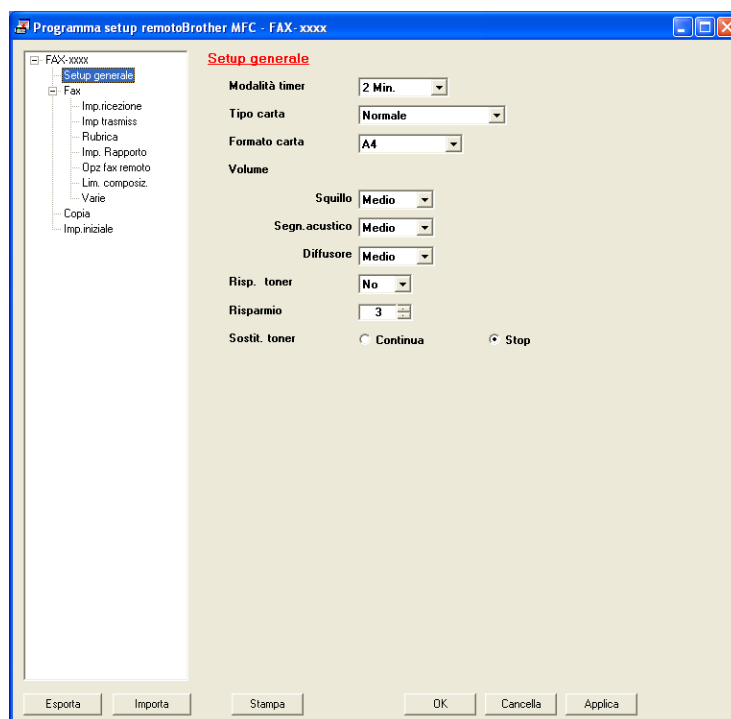 Programma setup remotoBrother MFC - FAX-xxxx
FAX-xxxx
Setup generale
Fax
Imp.ricezione
Imp trasmiss
Rubrica
Imp. Rapporto
Opz fax remoto
Lim. composiz.
Varie
Copia
Imp.iniziale
Setup generale
Modalità timer 2 Min.
Tipo carta Normale
Formato carta A4
Volume
Squillo Medio
Segn.acustico Medio
Diffusore Medio
Risp. toner No
Risparmio 3
Sostit. toner Continua Stop
Esporta Importa Stampa OK Cancella Applica